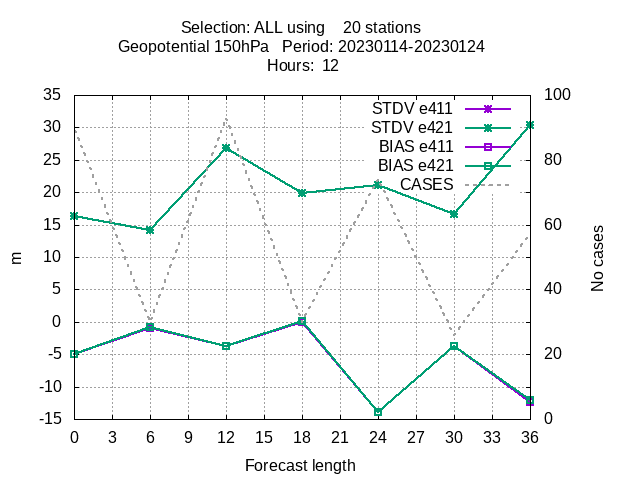 Selection: ALL using    20 stations
Geopotential 150hPa   Period: 20230114-20230124
Hours:  12
STDV e411
STDV e421
BIAS e411
BIAS e421
CASES
35
30
25
20
15
10
5
0
-5
-10
-15
m
100
80
60
40
20
0
No cases
0 3 6 9 12 15 18 21 24 27 30 33 36
Forecast length